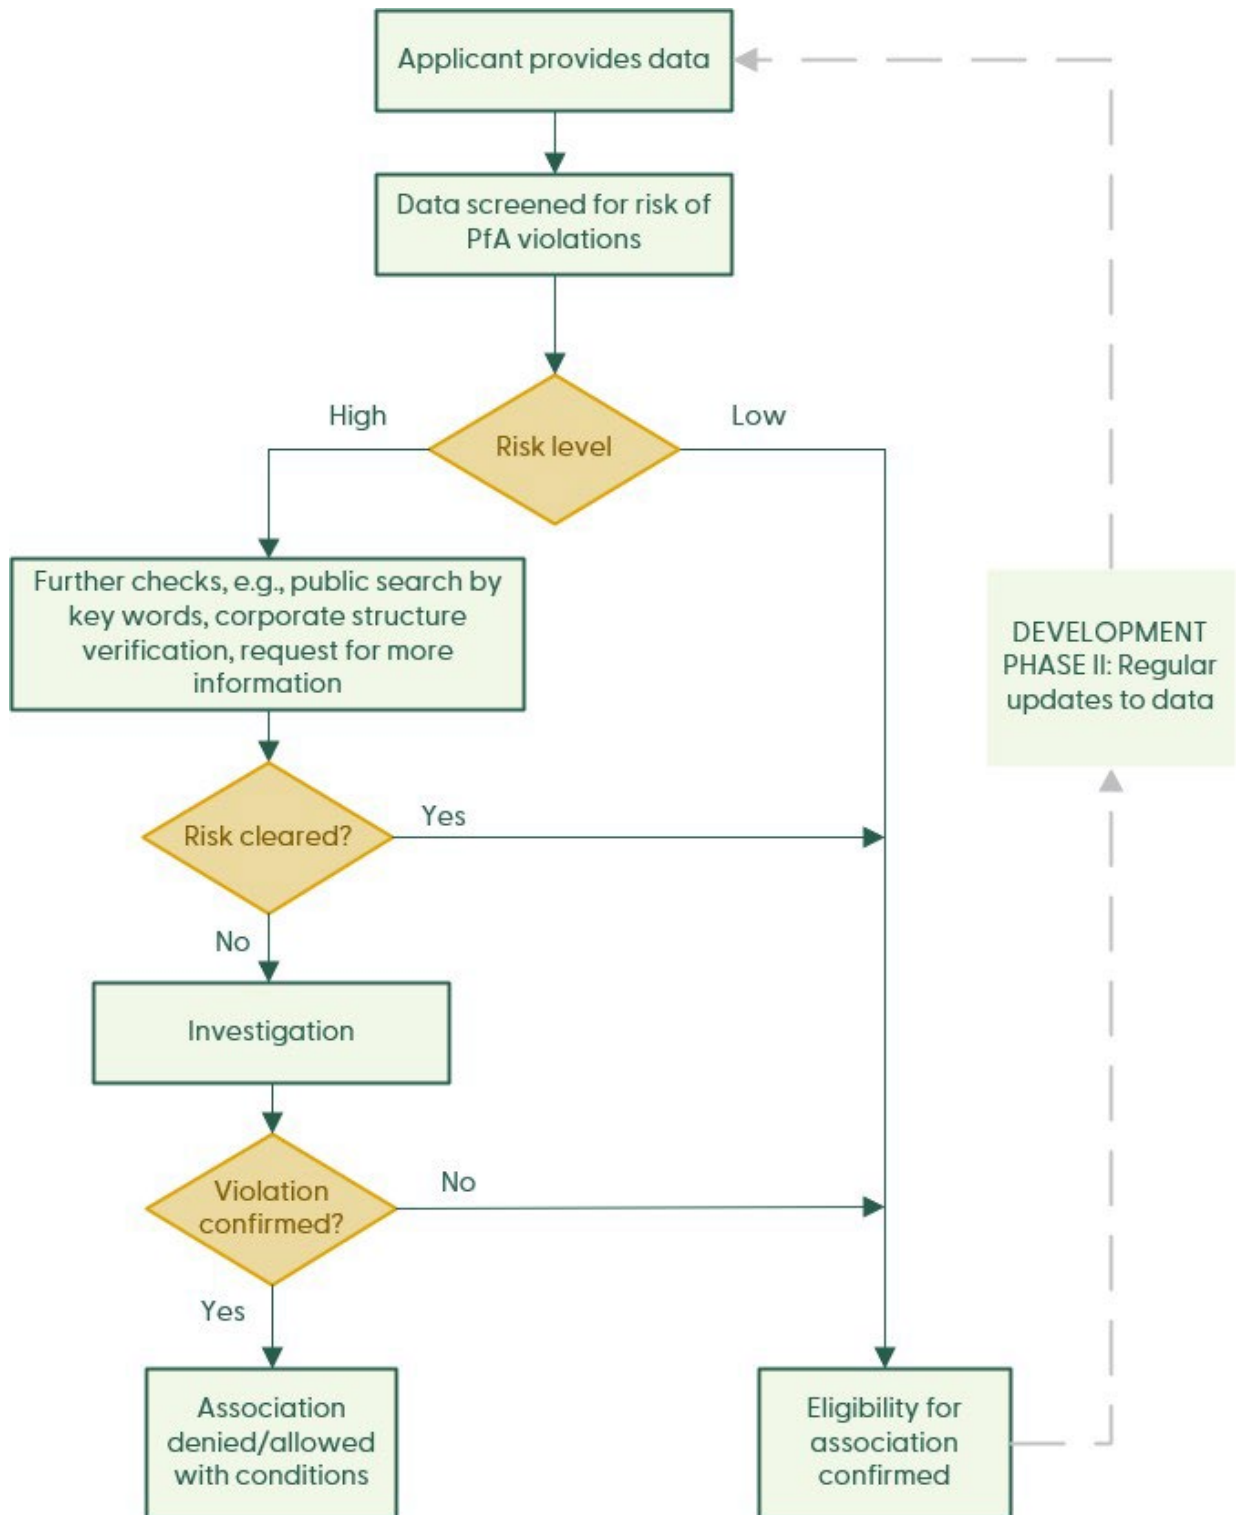 Applicant provides data
Data screened for risk of
PfA violations
High
Low
Risk level
Further checks, e.g., public search by
key words, corporate structure
verification, request for more
information
DEVELOPMENT
PHASE II: Regular
updates to data
Risk cleared?
Yes
No
Investigation
Violation
confirmed?
No
Yes
Association
denied/allowed
with conditions
Eligibility for
association
confirmed